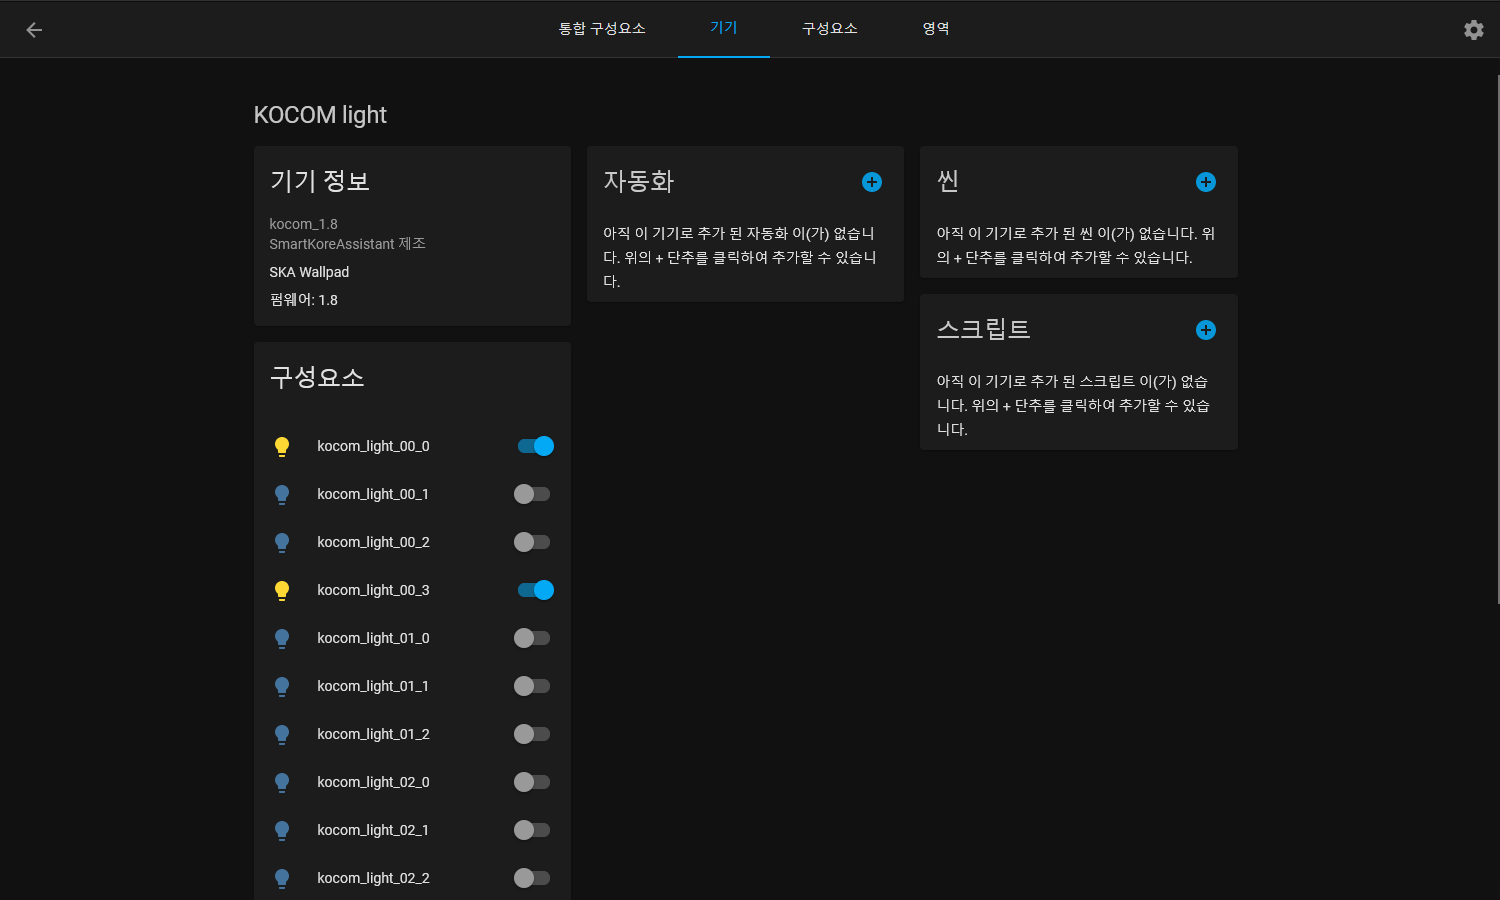 통합 구성요소
기기
구성요소
영역
KOCOM light
기기 정보
kocom_1.8
SmartKoreAssistant 제조
SKA Wallpad
펌웨어: 1.8
구성요소
kocom_light_00_0
kocom_light_00_1
kocom_light_00_2
kocom_light_00_3
kocom_light_01_0
kocom_light_01_1
kocom_light_01_2
kocom_light_02_0
kocom_light_02_1
kocom_light_02_2
자동화
아직 이 기기로 추가 된 자동화 이(가) 없습니
다. 위의 + 단추를 클릭하여 추가할 수 있습니
다.
씬
아직 이 기기로 추가 된 씬 이(가) 없습니다. 위
의 + 단추를 클릭하여 추가할 수 있습니다.
스크립트
아직 이 기기로 추가 된 스크립트 이(가) 없습
니다. 위의 + 단추를 클릭하여 추가할 수 있습
니다.